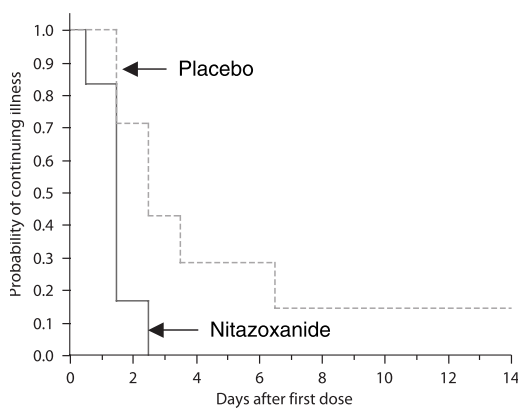 Probability of continuing illness
1.0
0.9
0.8
0.7
0.6
0.5
0.4
0.3
0.2
0.1
0.0
Placebo
Nitazoxanide
0 2 4 6 8 10 12 14
Days after first dose